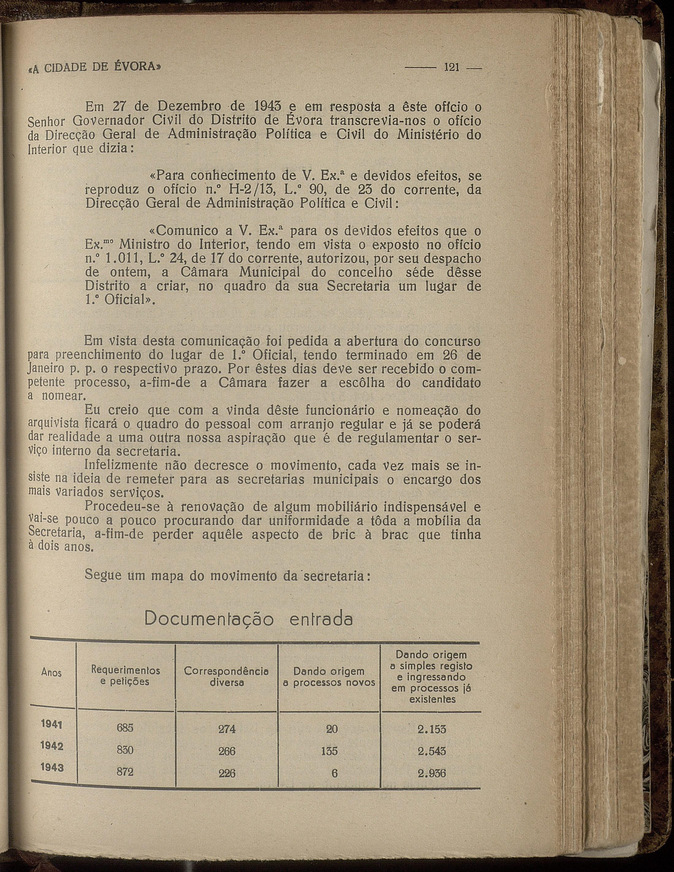 «A CIDADE DE ÉVORA» 121
Em 27 de Dezembro de 1943 e em resposta a êste ofício o
Senhor Governador Civil do Distrito de Évora transcrevia-nos o ofício
da Direcção Geral de Administração Política e Civil do Ministério do
Interior que dizia:
«Para conhecimento de V. Ex.ª e devidos efeitos, se
reproduz o ofício n.º H-2/13, L.º 90, de 23 do corrente, da
Direcção Geral de Administração Política e Civil:
«Comunico a V. Ex.ª para os devidos efeitos que o
Ex.mo Ministro do Interior, tendo em vista o exposto no ofício
n.º 1.011, L.º 24, de 17 do corrente, autorizou, por seu despacho
de ontem, a Câmara Municipal do concelho séde dêsse
Distrito a criar, no quadro da sua Secretaria um lugar de
1.º Oficial».
Em vista desta comunicação foi pedida a abertura do concurso
para preenchimento do lugar de 1.º Oficial, tendo terminado em 26 de
Janeiro p. p. o respectivo prazo. Por êstes dias deve ser recebido o com-
petente processo, a-fim-de a Câmara fazer a escôlha do candidato
a nomear.
Eu creio que com a vinda dêste funcionário e nomeação do
arquivista ficará o quadro do pessoal com arranjo regular e já se poderá
dar realidade a uma outra nossa aspiração que é de regulamentar o ser-
viço interno da secretaria.
Infelizmente não decresce o movimento, cada vez mais se in-
siste na ideia de remeter para as secretarias municipais o encargo dos
mais variados serviços.
Procedeu-se à renovação de algum mobiliário indispensável e
vai-se pouco a pouco procurando dar uniformidade a tôda a mobília da
Secretaria, a-fim-de perder aquêle aspecto de bric à brac que tinha
à dois anos.
Segue um mapa do movimento da secretaria:
Documentação entrada
Anos Requerimentos e petições Correspondência diversa Dando origem a processos novos Dando origem a simples registo e ingressando em processos já existentes
1941 685 274 20 2.153
1942 830 266 135 2.543
1943 872 226 6 2.936